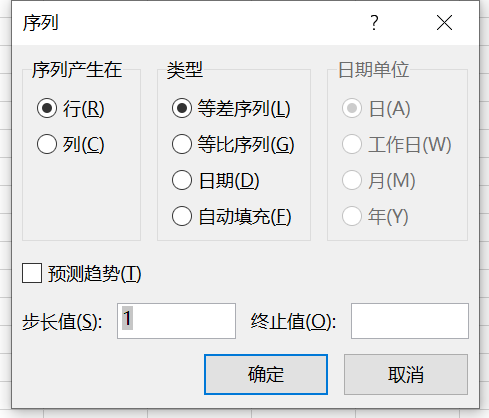 序列 ?
序列产生在
行(R)
列(C)
类型
等差序列(L)
等比序列(G)
日期(D)
自动填充(F)
日期单位
日(A)
工作日(W)
月(M)
年(Y)
预测趋势(T)
步长值(S): 1
终止值(O):
确定
取消